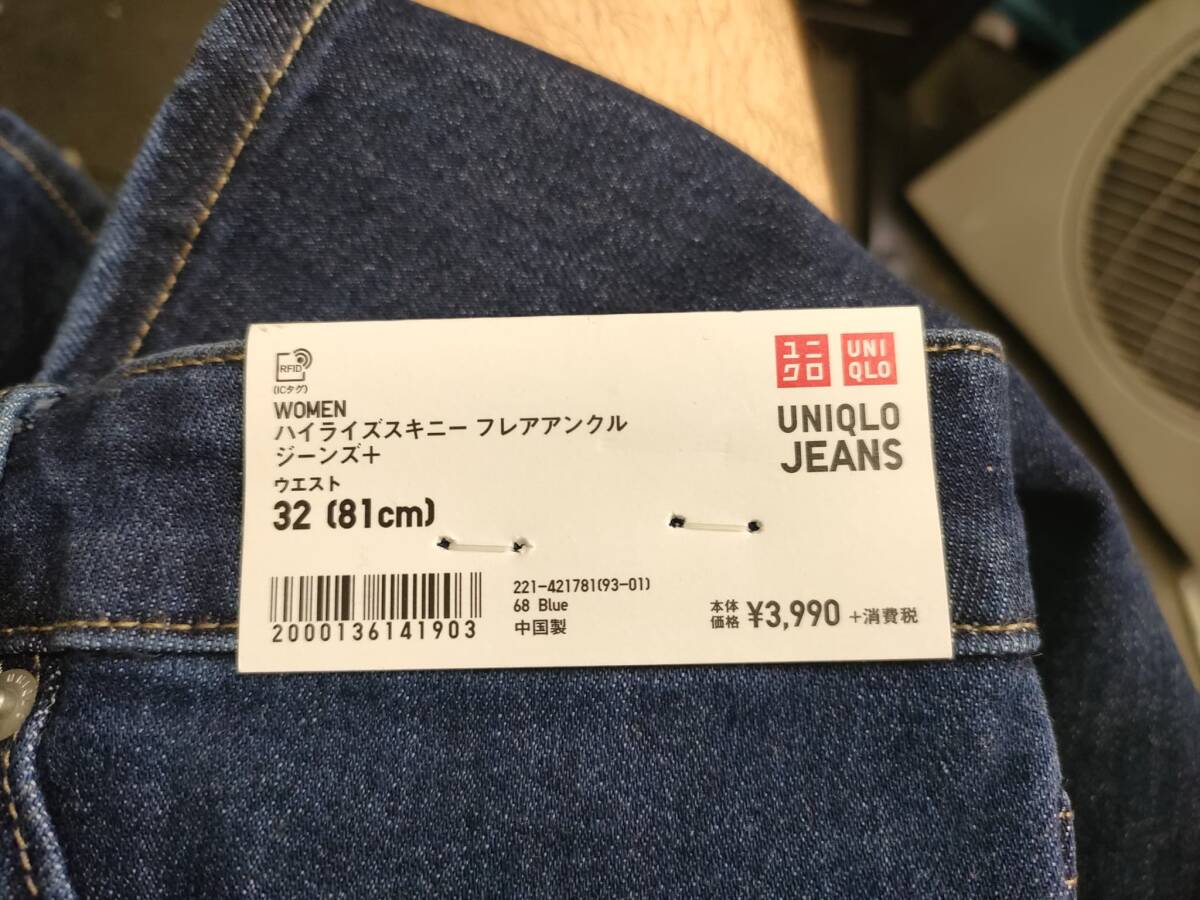 RFID
(ICタグ)
WOMEN
ハイライズスキニー フレアアンクル
ジーンズ+
ウエスト
32 (81cm)
2000136141903
221-421781(93-01)
68 Blue
中国製
ユニ
クロ
UNI
QLO
UNIQLO
JEANS
本体
価格 ¥3,990 +消費税